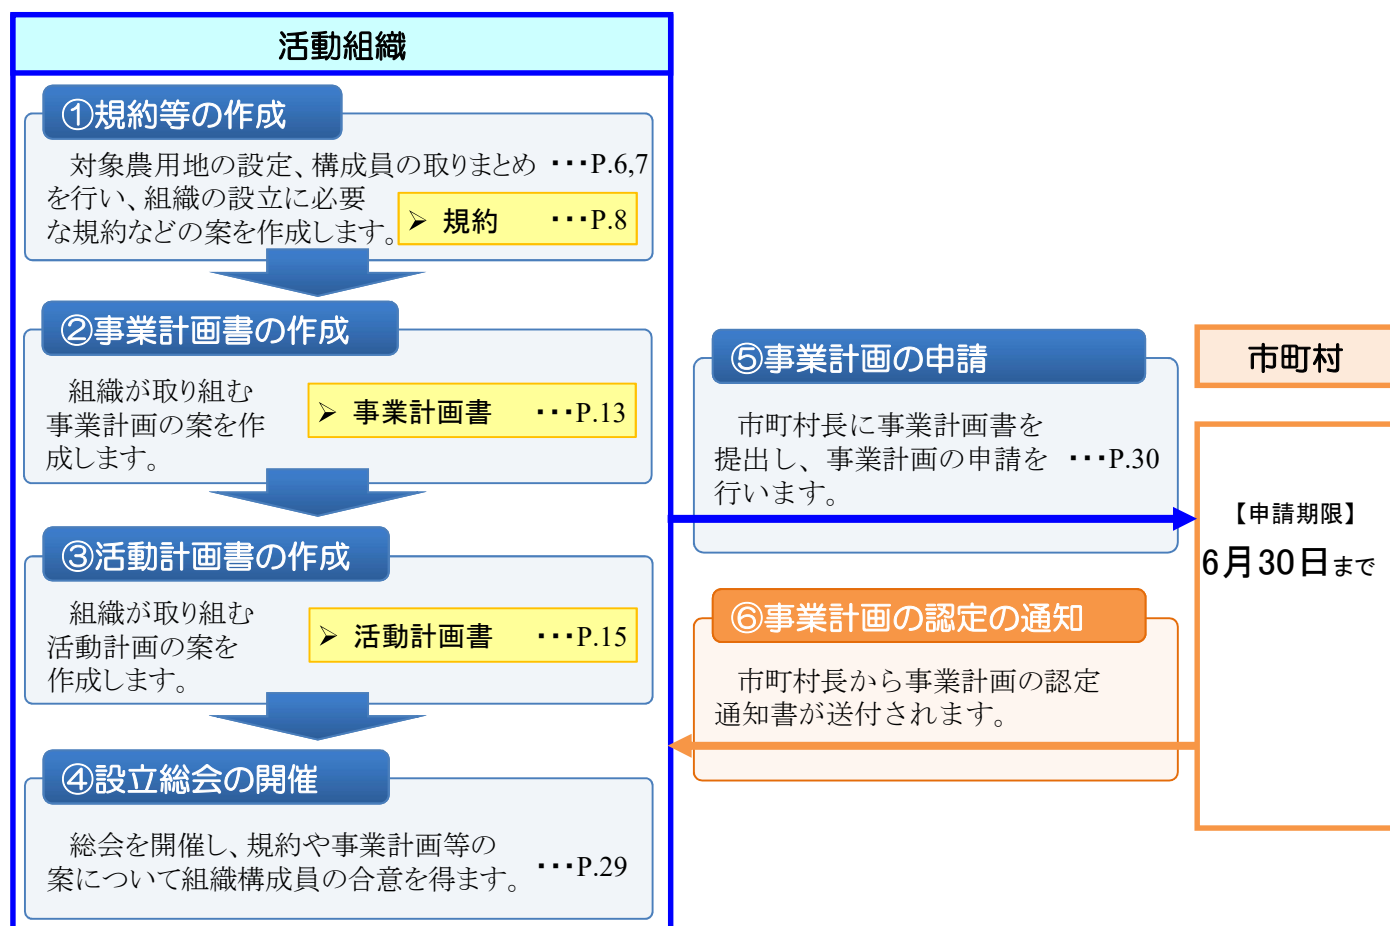 活動組織
①規約等の作成
対象農用地の設定、構成員の取りまとめ ・・・P.6,7
を行い、組織の設立に必要
な規約などの案を作成します。
➢ 規約 ・・・P.8
②事業計画書の作成
組織が取り組む
事業計画の案を作
成します。
➢ 事業計画書 ・・・P.13
③活動計画書の作成
組織が取り組む
活動計画の案を
作成します。
➢ 活動計画書 ・・・P.15
④設立総会の開催
総会を開催し、規約や事業計画等の
案について組織構成員の合意を得ます。 ・・・P.29
⑤事業計画の申請
市町村長に事業計画書を
提出し、事業計画の申請を ・・・P.30
行います。
⑥事業計画の認定の通知
市町村長から事業計画の認定
通知書が送付されます。
市町村
【申請期限】
6月30日まで